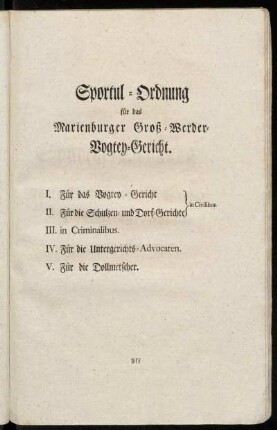 Sportul-Ordnung
für das
Marienburger Groß-Werder-
Vogtey-Gericht.
I. Für das Vogtey-Gericht
II. Für die Schulzen- und Dorf-Gerichte
in Civilibus.
III. in Criminalibus.
IV. Für die Untergerichts-Advocaten.
V. Für die Dollmetscher.